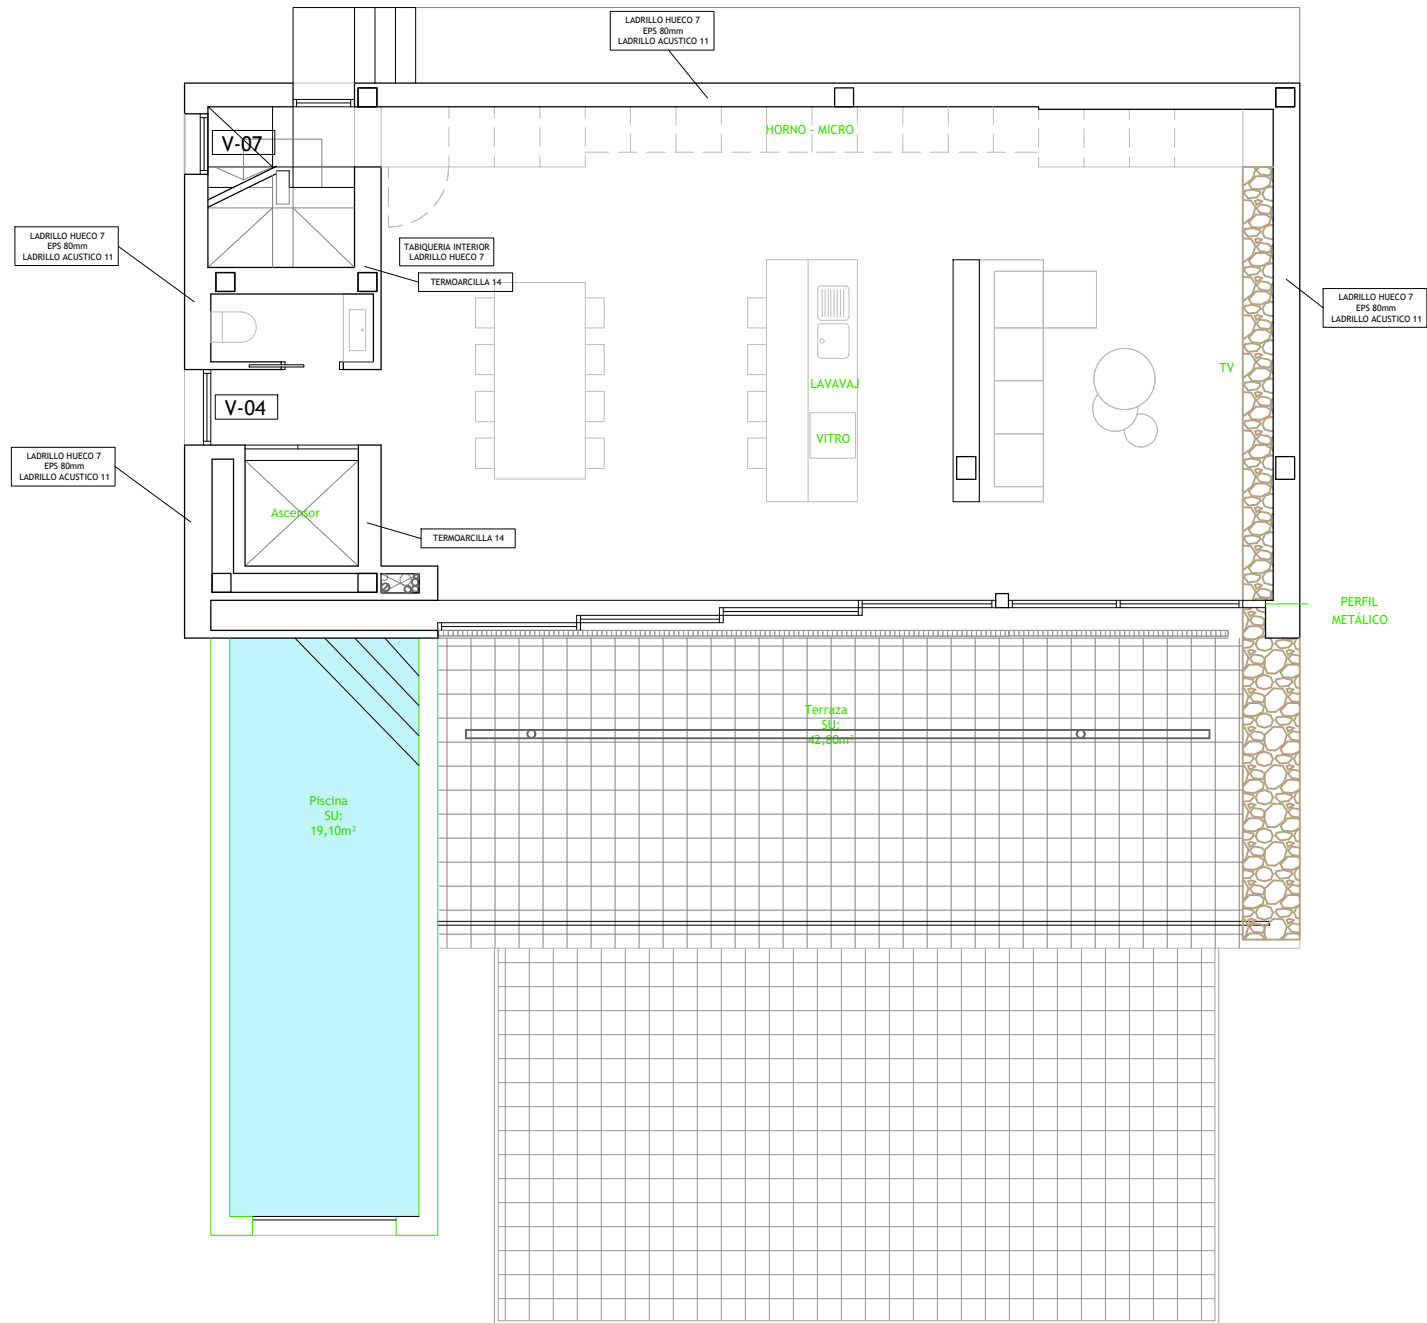 LADRILLO HUECO 7
EPS 80mm
LADRILLO ACUSTICO 11
HORNO - MICRO
V-07
LADRILLO HUECO 7
EPS 80mm
LADRILLO ACUSTICO 11
TABIQUERIA INTERIOR
LADRILLO HUECO 7
TERMOARCILLA 14
LADRILLO HUECO 7
EPS 80mm
LADRILLO ACUSTICO 11
TV
LAVAVAJ
V-04
VITRO
LADRILLO HUECO 7
EPS 80mm
LADRILLO ACUSTICO 11
Ascensor
TERMOARCILLA 14
PERFIL
METÁLICO
Terraza
SU:
42,80m²
Piscina
SU:
19,10m²